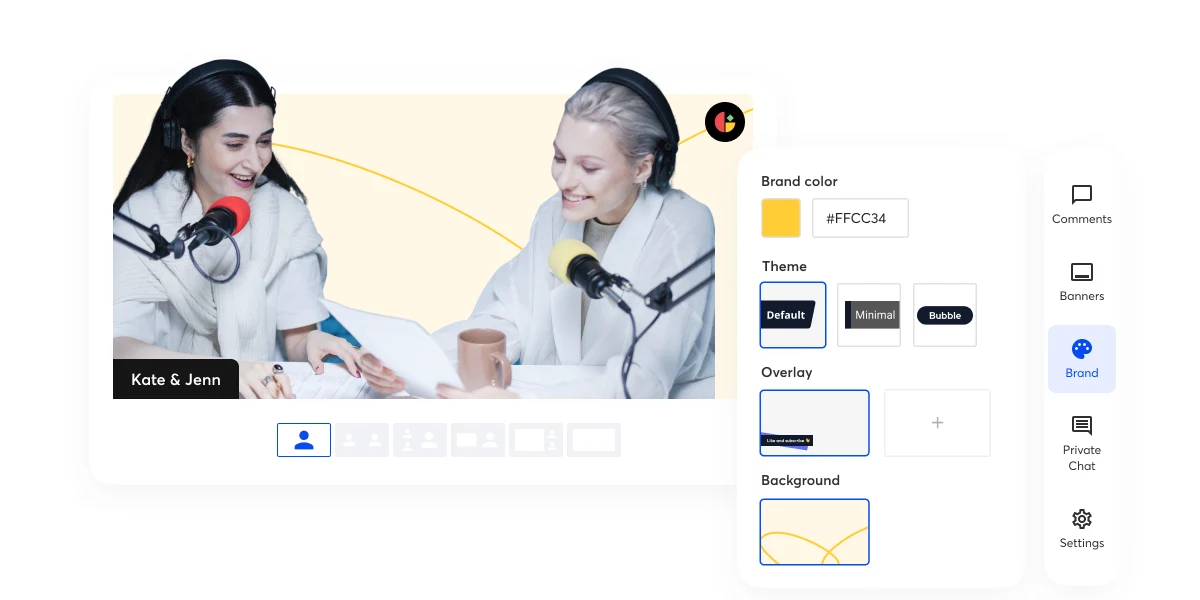 Kate & Jenn
Brand color
#FFCC34
Theme
Default
Minimal
Bubble
Overlay
Like and subscribe
+
Background
Comments
Banners
Brand
Private
Chat
Settings